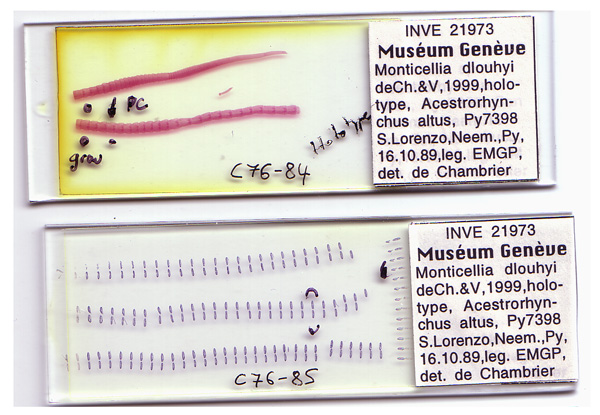 INVE 21973
Muséum Genève
Monticellia dlouhyi
deCh.&V,1999,holo-
type, Acestrorhyn-
chus altus, Py7398
S.Lorenzo,Neem.,Py,
16.10.89,leg. EMGP,
det. de Chambrier
PC
grav
Holotype
C76-84
INVE 21973
Muséum Genève
Monticellia dlouhyi
deCh.&V,1999,holo-
type, Acestrorhyn-
chus altus, Py7398
S.Lorenzo,Neem.,Py,
16.10.89,leg. EMGP,
det. de Chambrier
C76-85